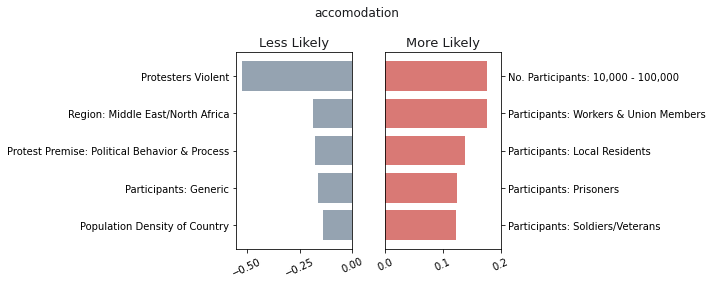 accomodation
Less Likely
More Likely
Protesters Violent
Region: Middle East/North Africa
Protest Premise: Political Behavior & Process
Participants: Generic
Population Density of Country
No. Participants: 10,000 - 100,000
Participants: Workers & Union Members
Participants: Local Residents
Participants: Prisoners
Participants: Soldiers/Veterans
−0.50
−0.25
0.00
0.0
0.1
0.2